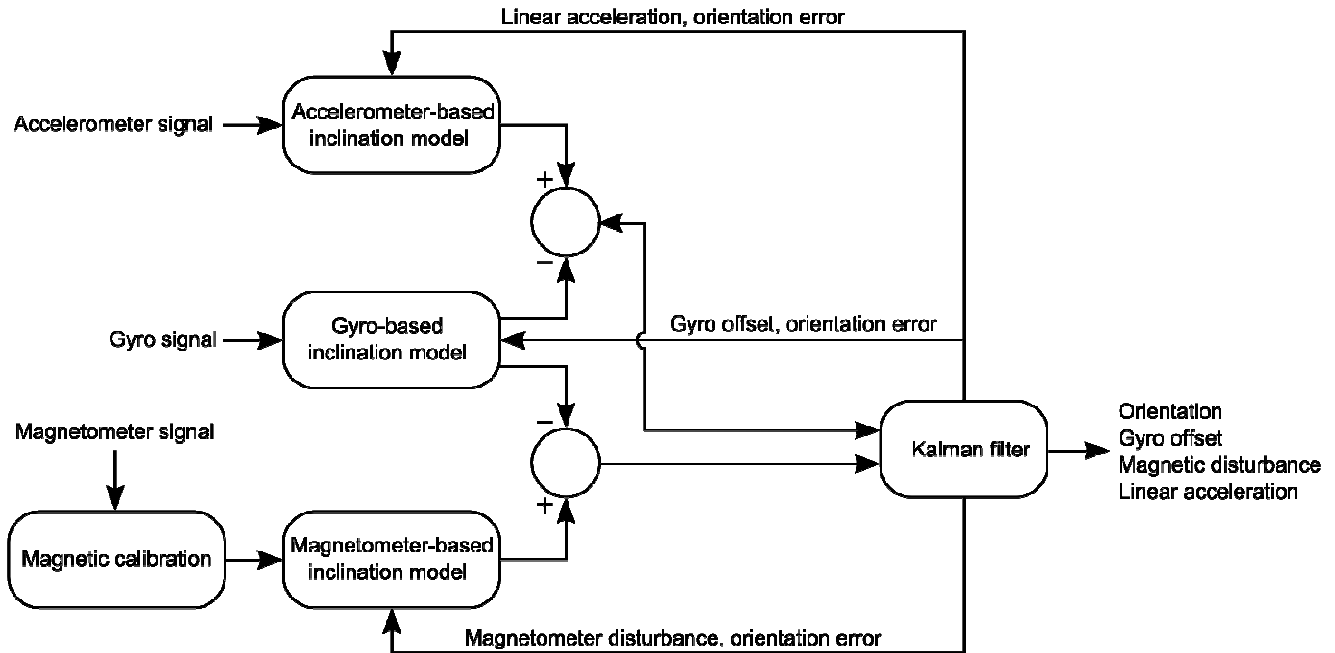 Linear acceleration, orientation error
Accelerometer signal
Accelerometer-based
inclination model
+
−
Gyro signal
Gyro-based
inclination model
Gyro offset, orientation error
Magnetometer signal
−
+
Kalman filter
Orientation
Gyro offset
Magnetic disturbance
Linear acceleration
Magnetic calibration
Magnetometer-based
inclination model
Magnetometer disturbance, orientation error